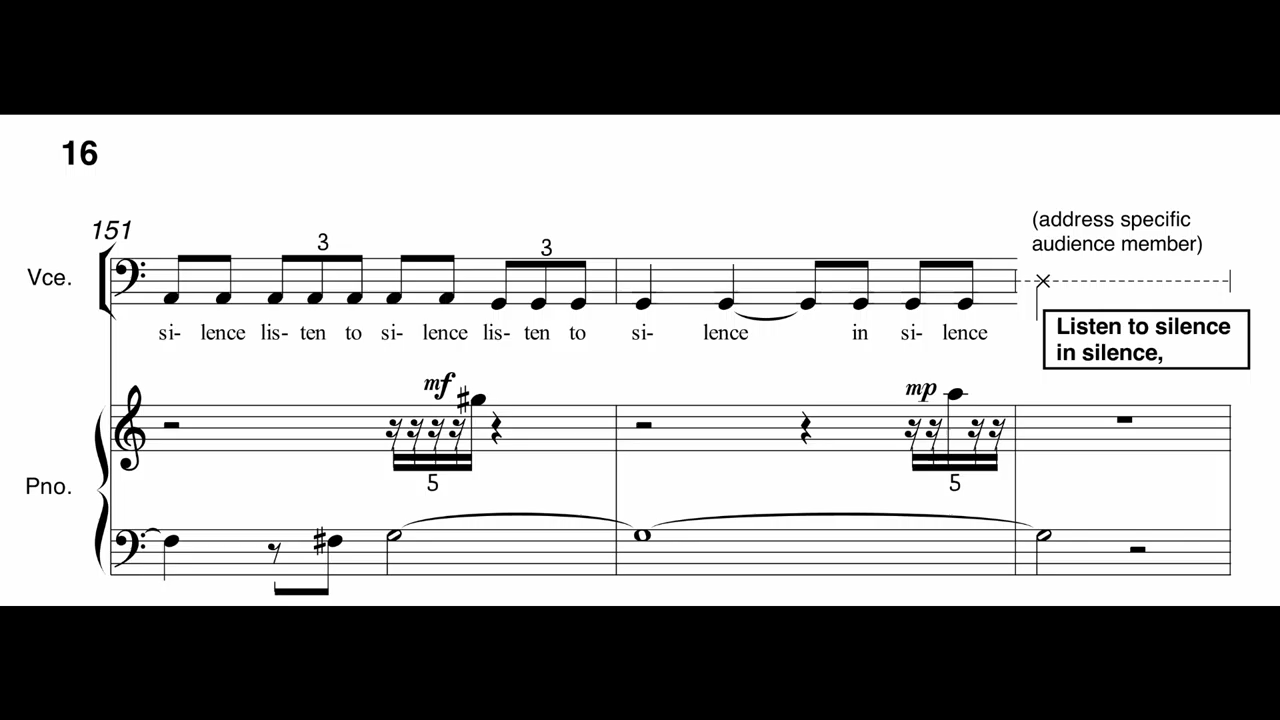 16
151
(address specific
audience member)
3
3
Vce.
si- lence lis- ten to si- lence lis- ten to si- lence in si- lence
Listen to silence
in silence,
mf
mp
5
5
Pno.